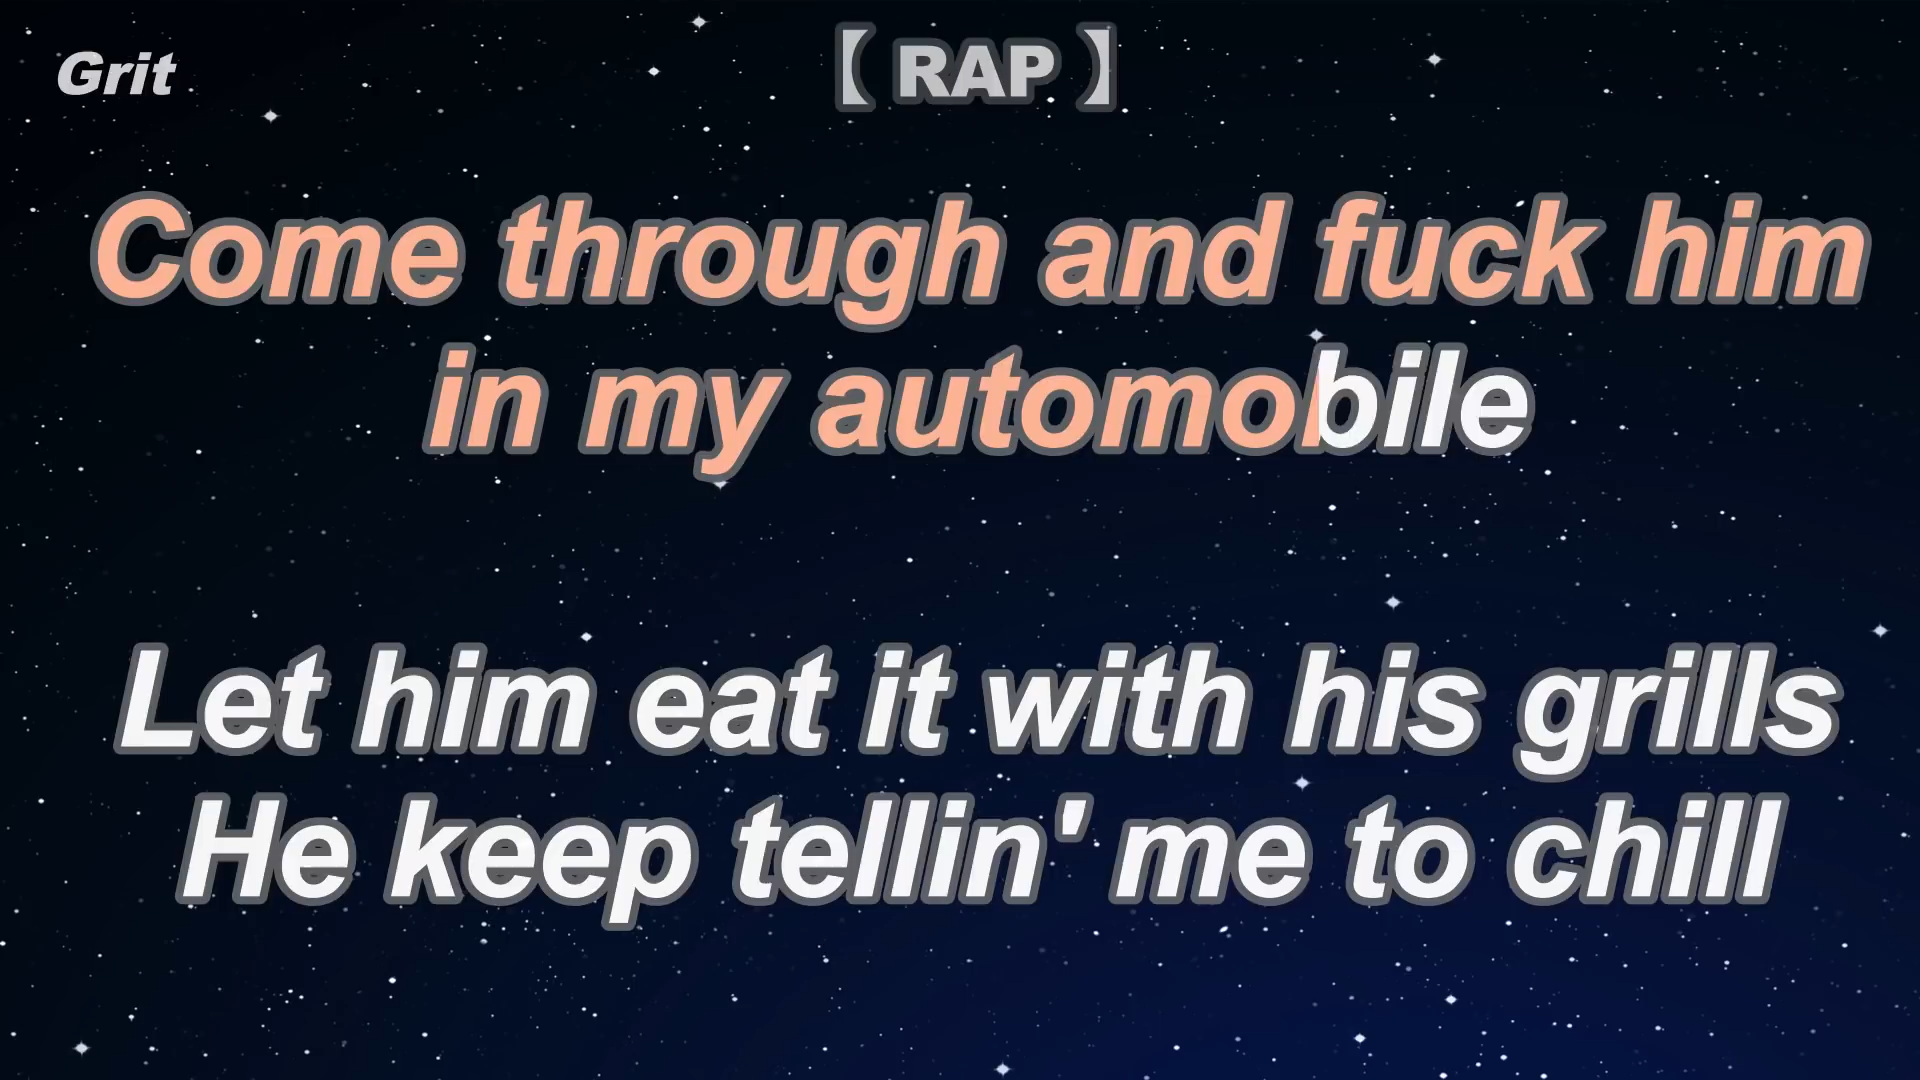 Grit
【 RAP 】
Come through and fuck him
in my automobile
Let him eat it with his grills
He keep tellin' me to chill